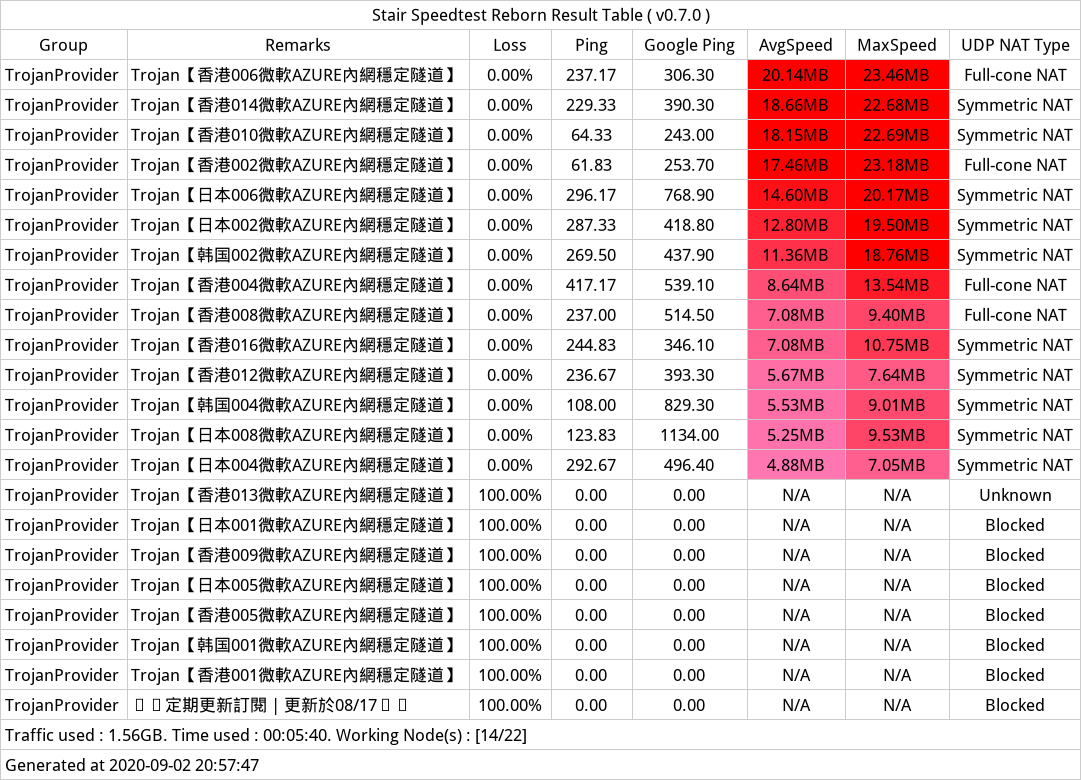 Stair Speedtest Reborn Result Table ( v0.7.0 )
Group Remarks Loss Ping Google Ping AvgSpeed MaxSpeed UDP NAT Type
TrojanProvider Trojan【香港006微軟AZURE內網穩定隧道】 0.00% 237.17 306.30 20.14MB 23.46MB Full-cone NAT
TrojanProvider Trojan【香港014微軟AZURE內網穩定隧道】 0.00% 229.33 390.30 18.66MB 22.68MB Symmetric NAT
TrojanProvider Trojan【香港010微軟AZURE內網穩定隧道】 0.00% 64.33 243.00 18.15MB 22.69MB Symmetric NAT
TrojanProvider Trojan【香港002微軟AZURE內網穩定隧道】 0.00% 61.83 253.70 17.46MB 23.18MB Full-cone NAT
TrojanProvider Trojan【日本006微軟AZURE內網穩定隧道】 0.00% 296.17 768.90 14.60MB 20.17MB Symmetric NAT
TrojanProvider Trojan【日本002微軟AZURE內網穩定隧道】 0.00% 287.33 418.80 12.80MB 19.50MB Symmetric NAT
TrojanProvider Trojan【韩国002微軟AZURE內網穩定隧道】 0.00% 269.50 437.90 11.36MB 18.76MB Symmetric NAT
TrojanProvider Trojan【香港004微軟AZURE內網穩定隧道】 0.00% 417.17 539.10 8.64MB 13.54MB Full-cone NAT
TrojanProvider Trojan【香港008微軟AZURE內網穩定隧道】 0.00% 237.00 514.50 7.08MB 9.40MB Full-cone NAT
TrojanProvider Trojan【香港016微軟AZURE內網穩定隧道】 0.00% 244.83 346.10 7.08MB 10.75MB Symmetric NAT
TrojanProvider Trojan【香港012微軟AZURE內網穩定隧道】 0.00% 236.67 393.30 5.67MB 7.64MB Symmetric NAT
TrojanProvider Trojan【韩国004微軟AZURE內網穩定隧道】 0.00% 108.00 829.30 5.53MB 9.01MB Symmetric NAT
TrojanProvider Trojan【日本008微軟AZURE內網穩定隧道】 0.00% 123.83 1134.00 5.25MB 9.53MB Symmetric NAT
TrojanProvider Trojan【日本004微軟AZURE內網穩定隧道】 0.00% 292.67 496.40 4.88MB 7.05MB Symmetric NAT
TrojanProvider Trojan【香港013微軟AZURE內網穩定隧道】 100.00% 0.00 0.00 N/A N/A Unknown
TrojanProvider Trojan【日本001微軟AZURE內網穩定隧道】 100.00% 0.00 0.00 N/A N/A Blocked
TrojanProvider Trojan【香港009微軟AZURE內網穩定隧道】 100.00% 0.00 0.00 N/A N/A Blocked
TrojanProvider Trojan【日本005微軟AZURE內網穩定隧道】 100.00% 0.00 0.00 N/A N/A Blocked
TrojanProvider Trojan【香港005微軟AZURE內網穩定隧道】 100.00% 0.00 0.00 N/A N/A Blocked
TrojanProvider Trojan【韩国001微軟AZURE內網穩定隧道】 100.00% 0.00 0.00 N/A N/A Blocked
TrojanProvider Trojan【香港001微軟AZURE內網穩定隧道】 100.00% 0.00 0.00 N/A N/A Blocked
TrojanProvider 定期更新訂閱 | 更新於08/17 100.00% 0.00 0.00 N/A N/A Blocked
Traffic used : 1.56GB. Time used : 00:05:40. Working Node(s) : [14/22]
Generated at 2020-09-02 20:57:47